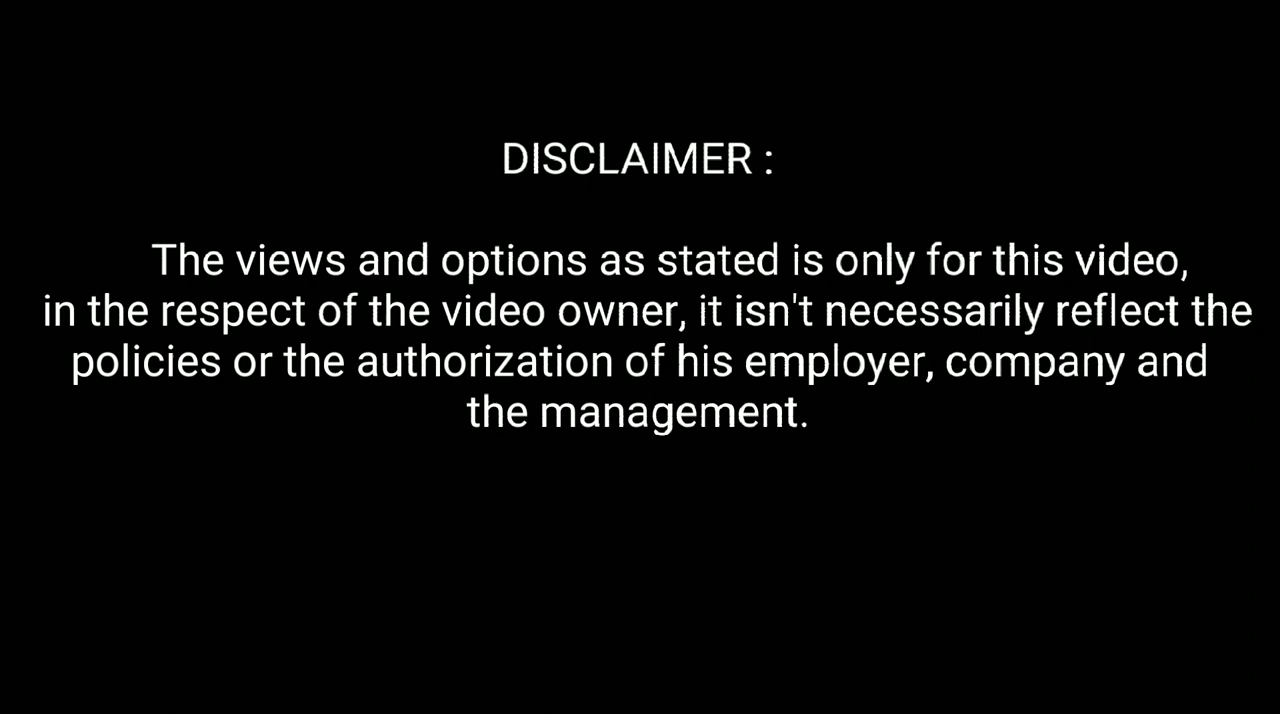 DISCLAIMER :
The views and options as stated is only for this video,
in the respect of the video owner, it isn't necessarily reflect the
policies or the authorization of his employer, company and
the management.